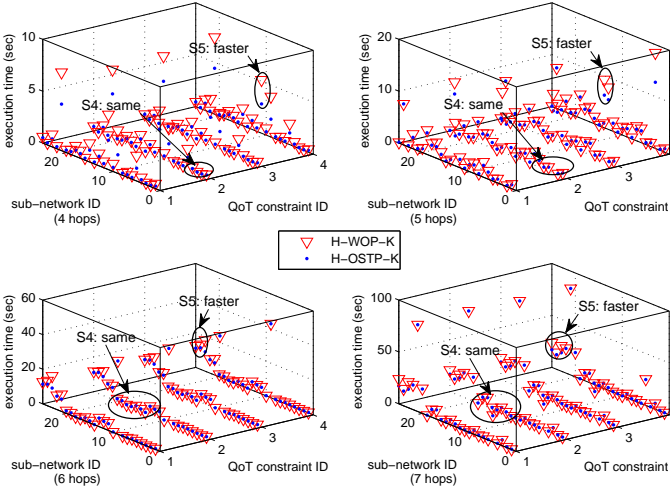 10
5
0
execution time (sec)
S5: faster
S4: same
20
10
0
1
2
3
4
sub−network ID
(4 hops)
QoT constraint ID
20
10
0
execution time (sec)
S5: faster
S4: same
20
10
0
1
2
3
sub−network ID
(5 hops)
QoT constraint
H−WOP−K
H−OSTP−K
60
40
20
0
execution time (sec)
S5: faster
S4: same
20
10
0
1
2
3
4
sub−network ID
(6 hops)
QoT constraint ID
100
50
0
execution time (sec)
S5: faster
S4: same
20
10
0
1
2
3
sub−network ID
(7 hops)
QoT constraint